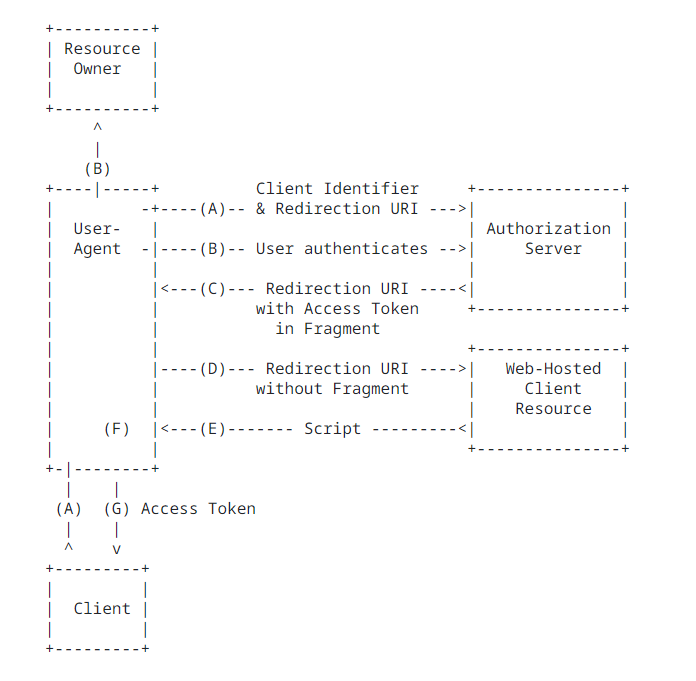 +----------+
| Resource |
|  Owner   |
|          |
+----------+
     ^
     |
    (B)
+----|-----+          Client Identifier     +---------------+
|         -+----(A)-- & Redirection URI --->|               |
|  User-   |                                | Authorization |
|  Agent  -|----(B)-- User authenticates -->|     Server    |
|          |                                |               |
|          |<---(C)--- Redirection URI ----<|               |
|          |          with Access Token     +---------------+
|          |            in Fragment
|          |                                +---------------+
|          |----(D)--- Redirection URI ---->|   Web-Hosted  |
|          |          without Fragment      |     Client    |
|          |                                |    Resource   |
|     (F)  |<---(E)------- Script ---------<|               |
|          |                                +---------------+
+-|--------+
  |    |
 (A)  (G) Access Token
  |    |
  ^    v
+---------+
|         |
|  Client |
|         |
+---------+